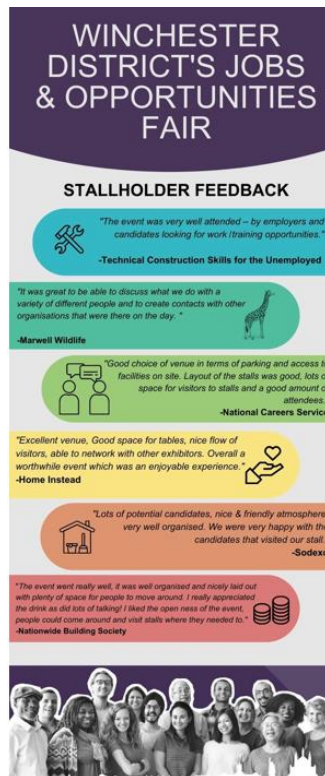 WINCHESTER
DISTRICT'S JOBS
& OPPORTUNITIES
FAIR
STALLHOLDER FEEDBACK
"The event was very well attended – by employers and
candidates looking for work /training opportunities."
-Technical Construction Skills for the Unemployed
"It was great to be able to discuss what we do with a
variety of different people and to create contacts with other
organisations that were there on the day. "
-Marwell Wildlife
"Good choice of venue in terms of parking and access to
facilities on site. Layout of the stalls was good, lots o
space for visitors to stalls and a good amount o
attendees.
-National Careers Servic
"Excellent venue, Good space for tables, nice flow of
visitors, able to network with other exhibitors. Overall a
worthwhile event which was an enjoyable experience."
-Home Instead
"Lots of potential candidates, nice & friendly atmosphere
very well organised. We were very happy with the
candidates that visited our stall.
-Sodexo
"The event went really well, it was well organised and nicely laid out
with plenty of space for people to move around. I really appreciated
the drink as did lots of talking! I liked the open ness of the event,
people could come around and visit stalls where they needed to."
-Nationwide Building Society